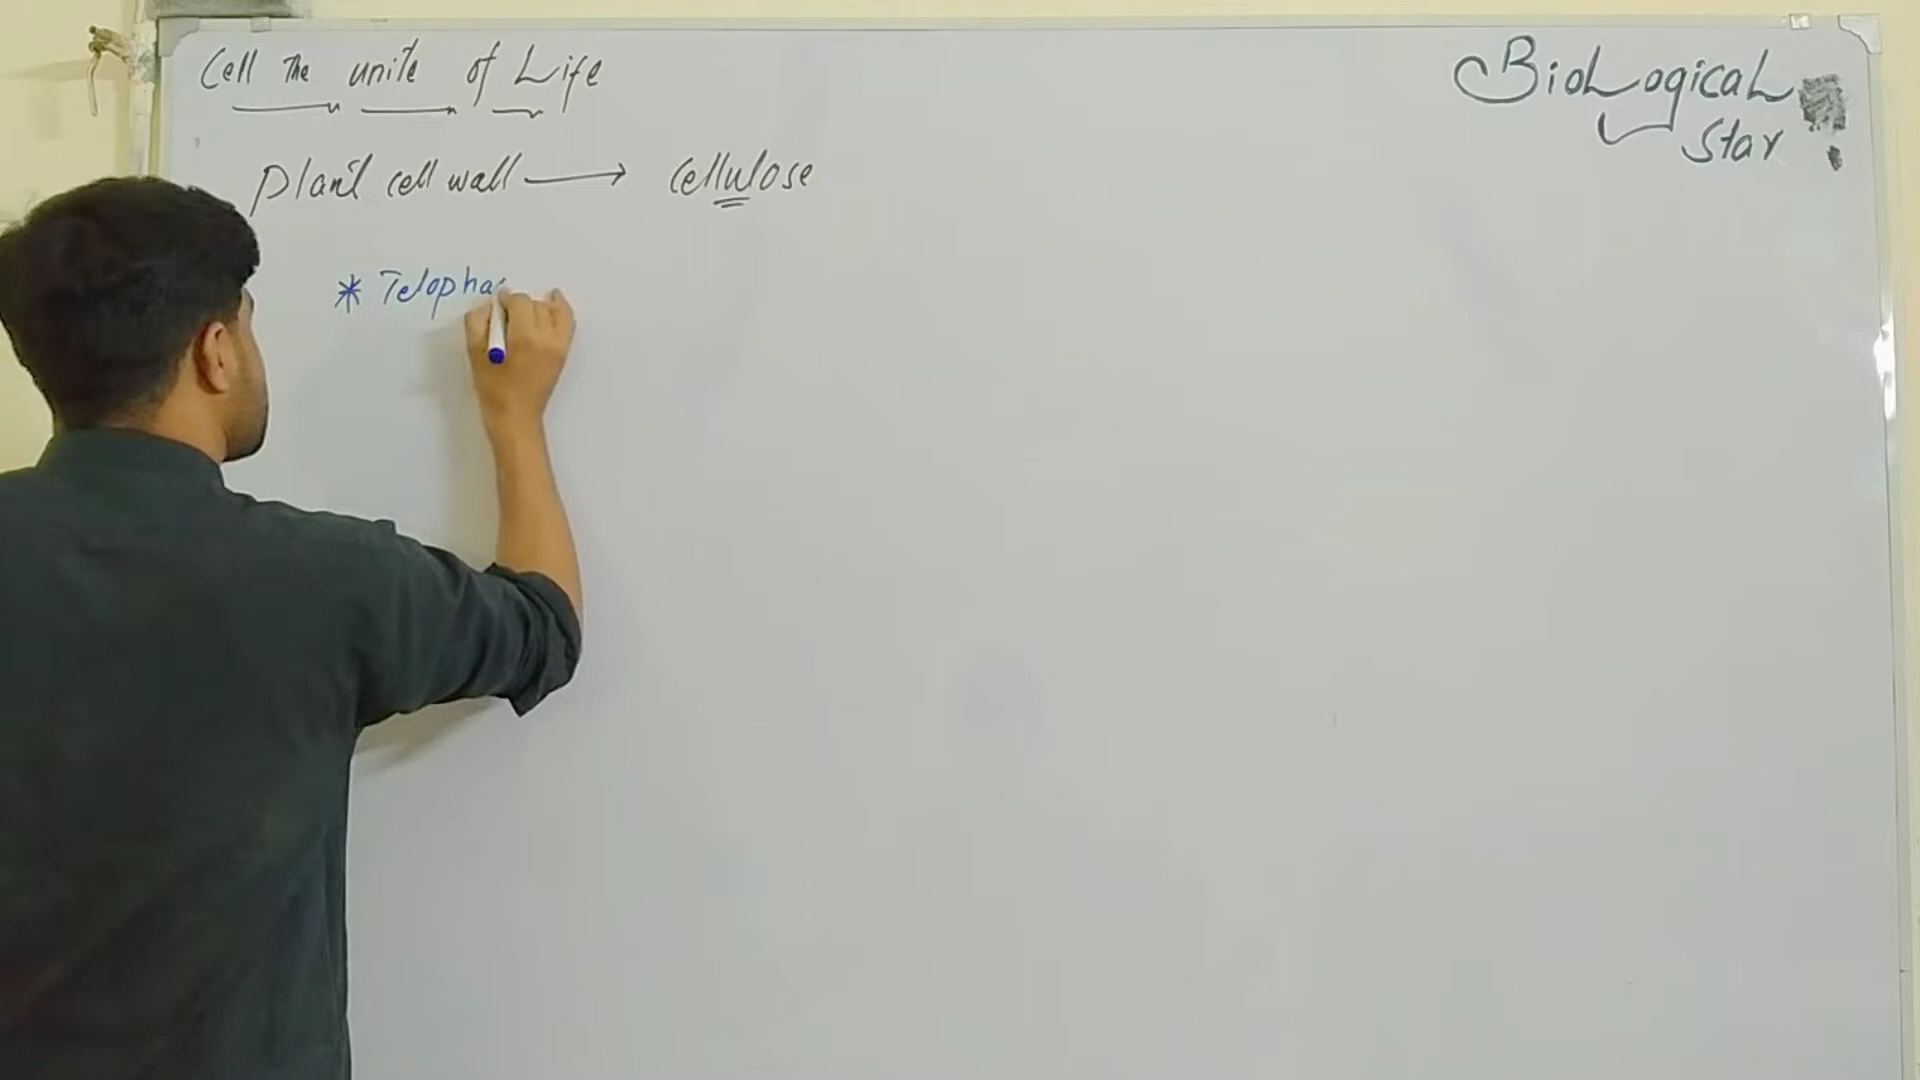 Cell The unite of Life
BioLogical
Star
Plant cell wall → cellulose
* Telopha